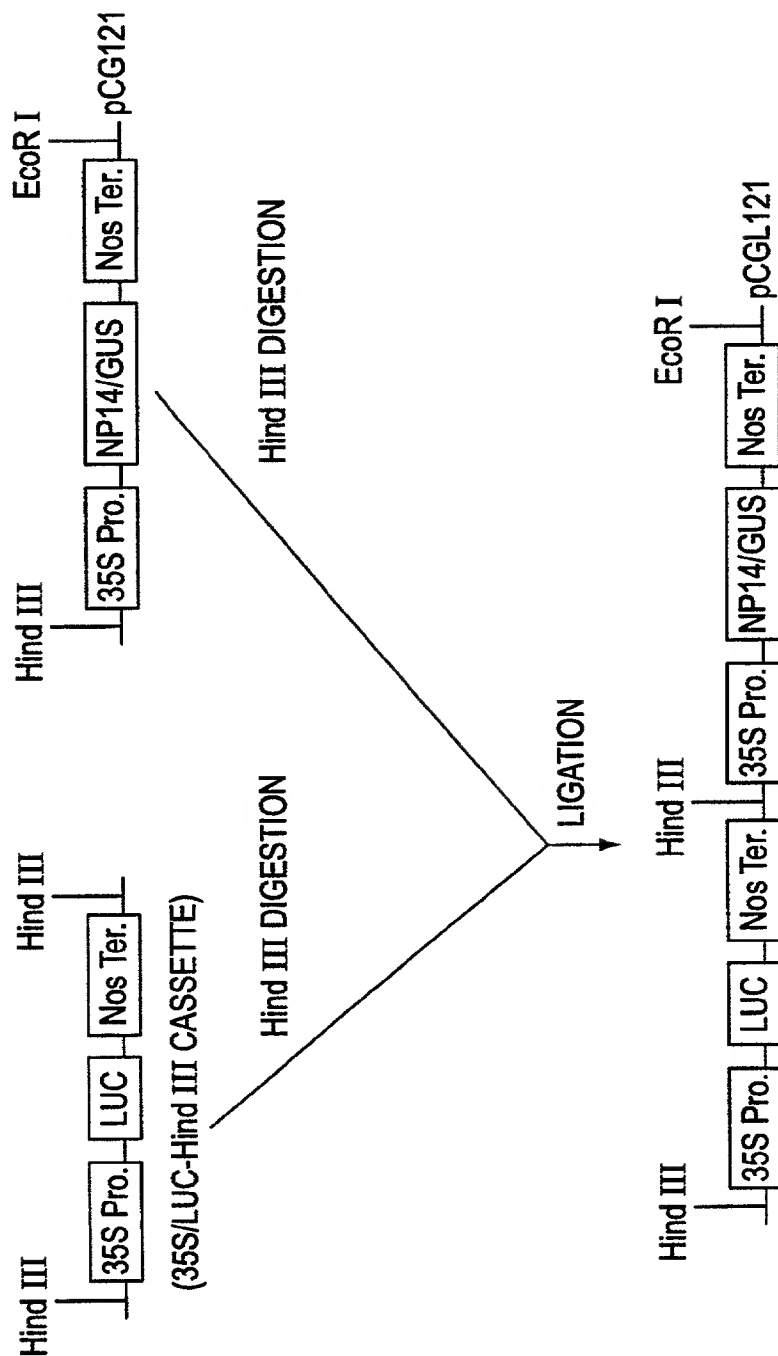 Hind III
Hind III
35S Pro.
LUC
Nos Ter.
(35S/LUC-Hind III CASSETTE)
Hind III DIGESTION
Hind III
EcoR I
35S Pro.
NP14/GUS
Nos Ter.
pCG121
Hind III DIGESTION
LIGATION
Hind III
Hind III
EcoR I
35S Pro.
LUC
Nos Ter.
35S Pro.
NP14/GUS
Nos Ter.
pCGL121